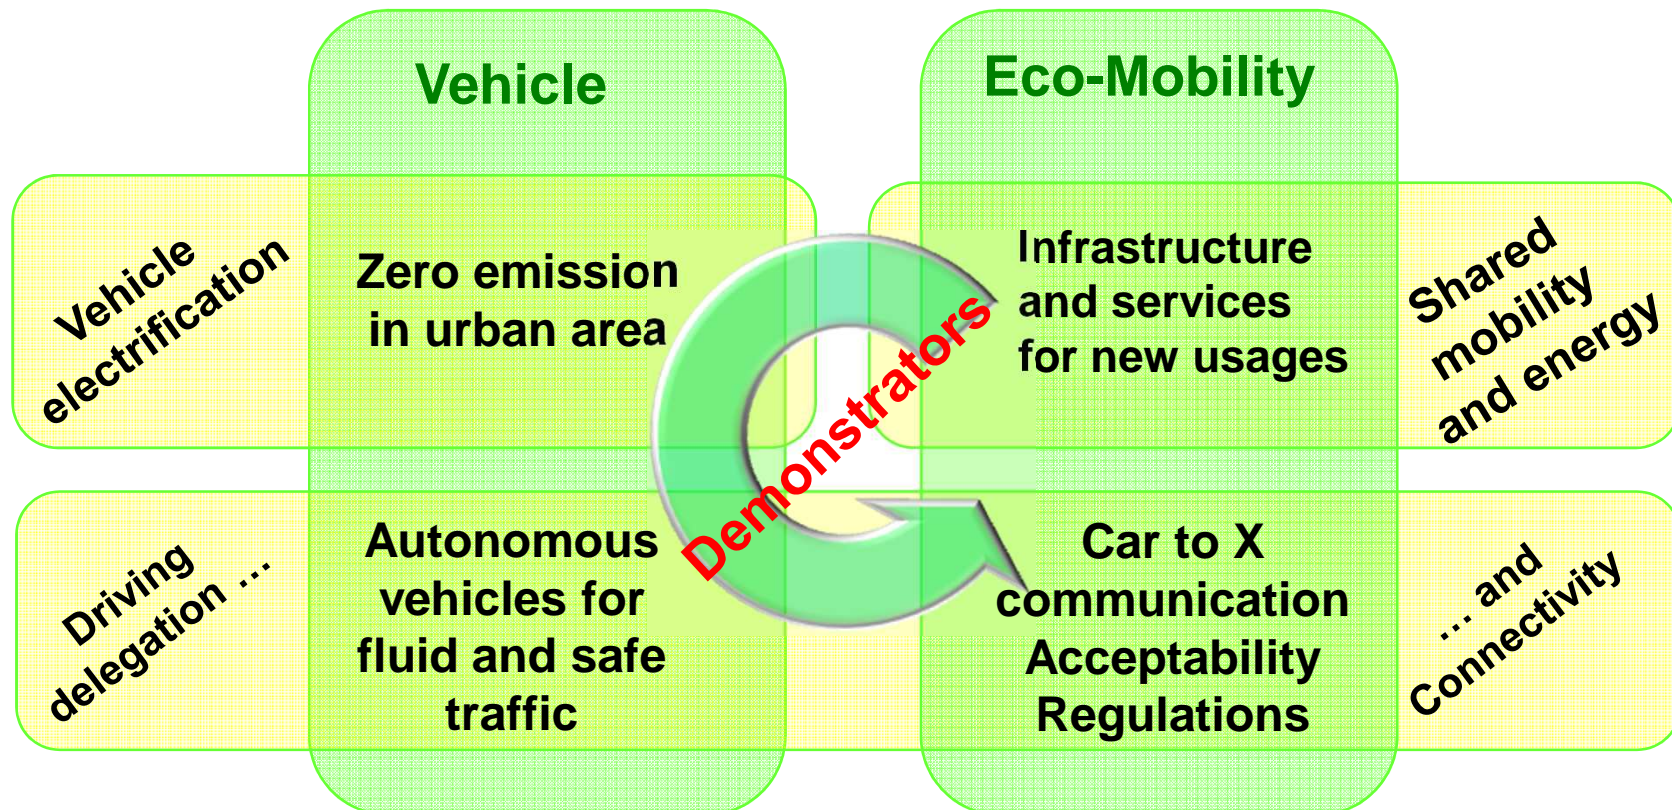 Vehicle
Eco-Mobility
Vehicle
electrification
Zero emission
in urban area
Demonstrators
Infrastructure
and services
for new usages
Shared
mobility
and energy
Driving
delegation …
Autonomous
vehicles for
fluid and safe
traffic
Car to X
communication
Acceptability
Regulations
… and
Connectivity